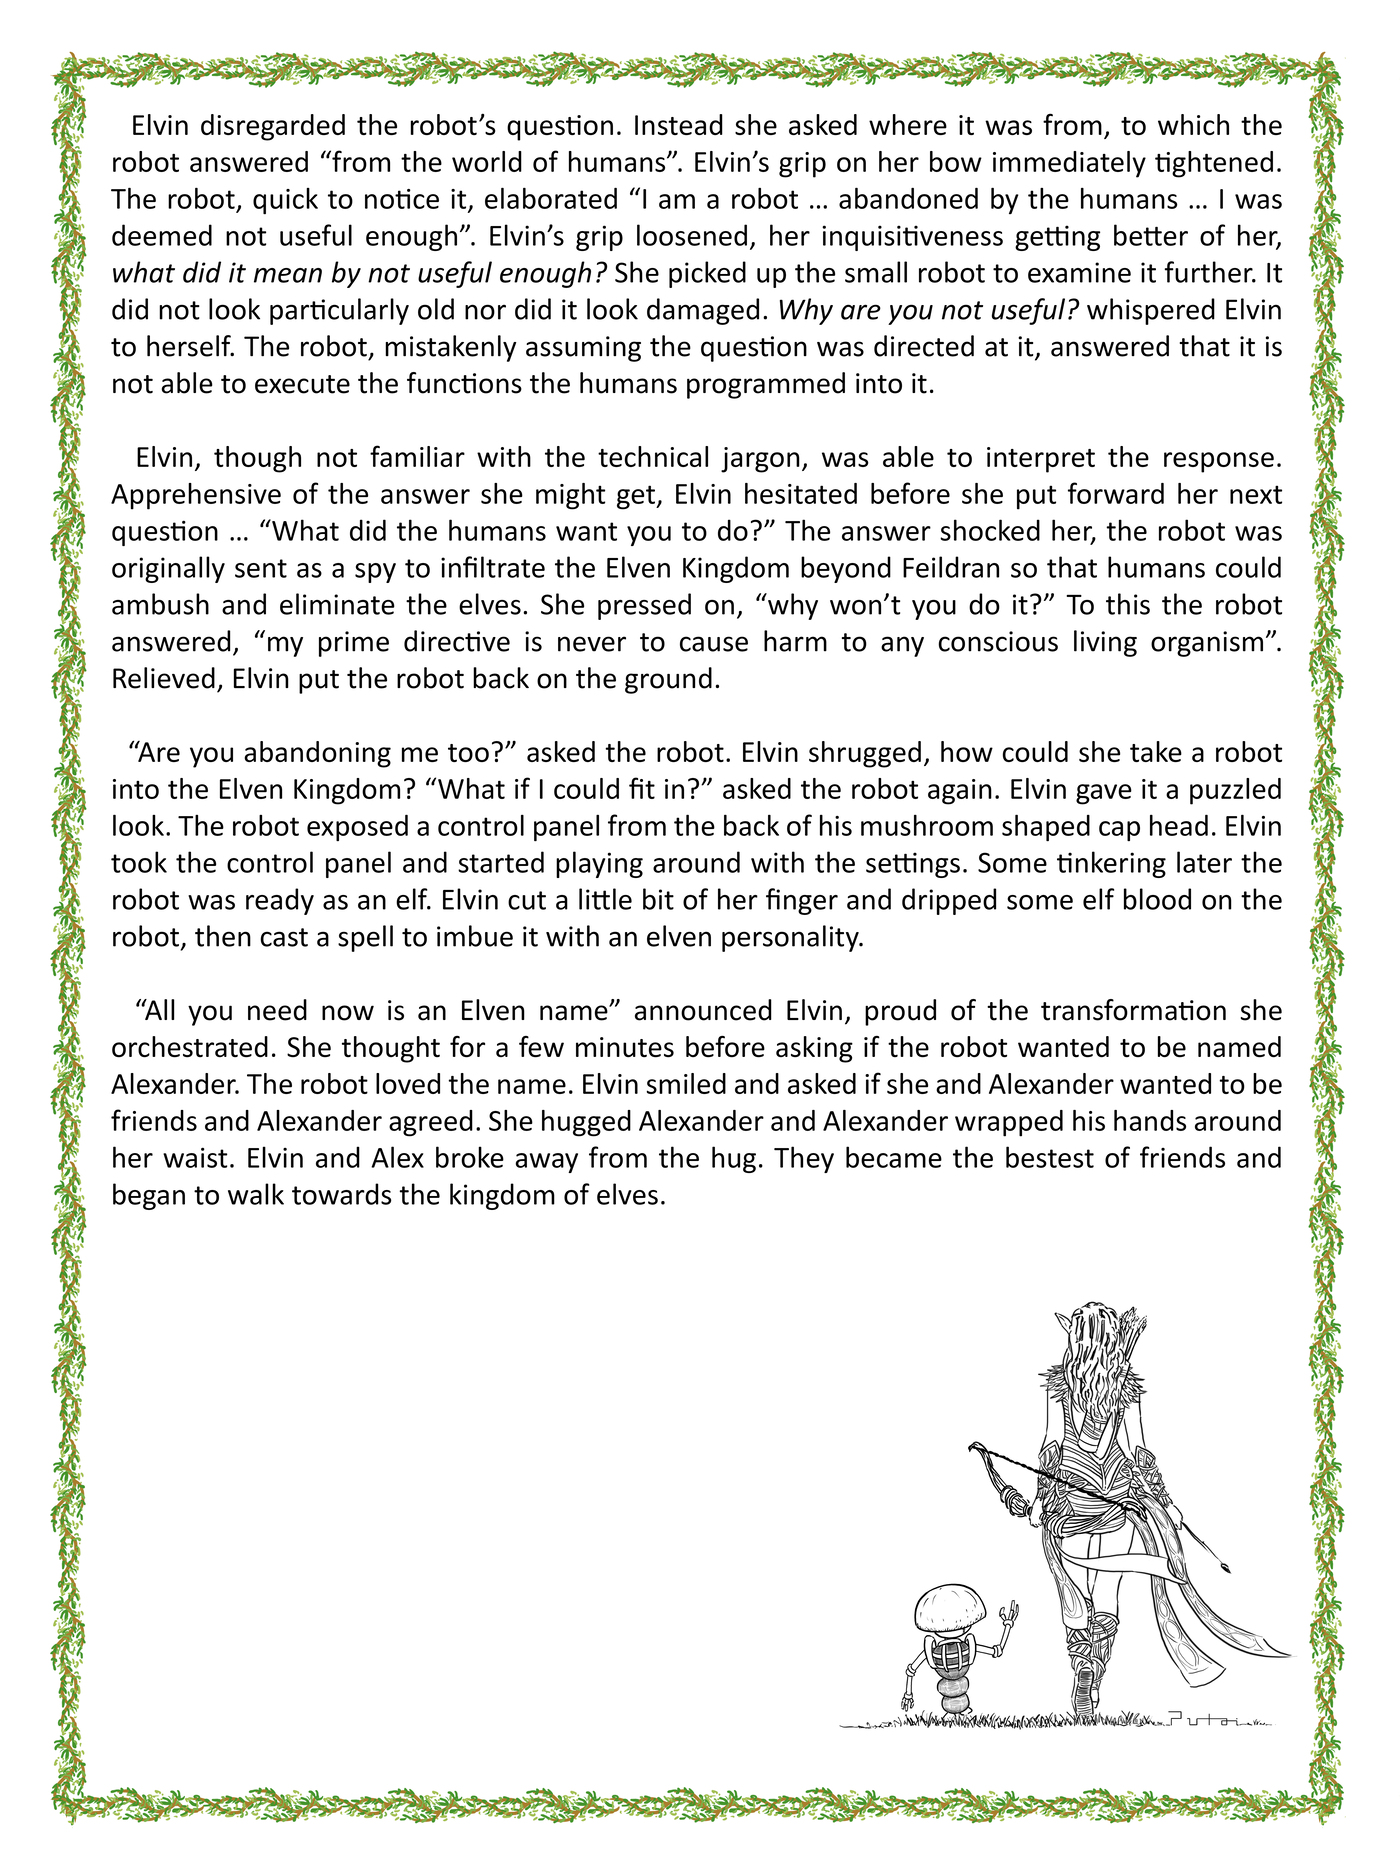 Elvin disregarded the robot’s question. Instead she asked where it was from, to which the
robot answered “from the world of humans”. Elvin’s grip on her bow immediately tightened.
The robot, quick to notice it, elaborated “I am a robot ... abandoned by the humans ... I was
deemed not useful enough”. Elvin’s grip loosened, her inquisitiveness getting better of her,
what did it mean by not useful enough? She picked up the small robot to examine it further. It
did not look particularly old nor did it look damaged. Why are you not useful? whispered Elvin
to herself. The robot, mistakenly assuming the question was directed at it, answered that it is
not able to execute the functions the humans programmed into it.
Elvin, though not familiar with the technical jargon, was able to interpret the response.
Apprehensive of the answer she might get, Elvin hesitated before she put forward her next
question ... “What did the humans want you to do?” The answer shocked her, the robot was
originally sent as a spy to infiltrate the Elven Kingdom beyond Feildran so that humans could
ambush and eliminate the elves. She pressed on, “why won’t you do it?” To this the robot
answered, “my prime directive is never to cause harm to any conscious living organism”.
Relieved, Elvin put the robot back on the ground.
“Are you abandoning me too?” asked the robot. Elvin shrugged, how could she take a robot
into the Elven Kingdom? “What if I could fit in?” asked the robot again. Elvin gave it a puzzled
look. The robot exposed a control panel from the back of his mushroom shaped cap head. Elvin
took the control panel and started playing around with the settings. Some tinkering later the
robot was ready as an elf. Elvin cut a little bit of her finger and dripped some elf blood on the
robot, then cast a spell to imbue it with an elven personality.
“All you need now is an Elven name” announced Elvin, proud of the transformation she
orchestrated. She thought for a few minutes before asking if the robot wanted to be named
Alexander. The robot loved the name. Elvin smiled and asked if she and Alexander wanted to be
friends and Alexander agreed. She hugged Alexander and Alexander wrapped his hands around
her waist. Elvin and Alex broke away from the hug. They became the bestest of friends and
began to walk towards the kingdom of elves.